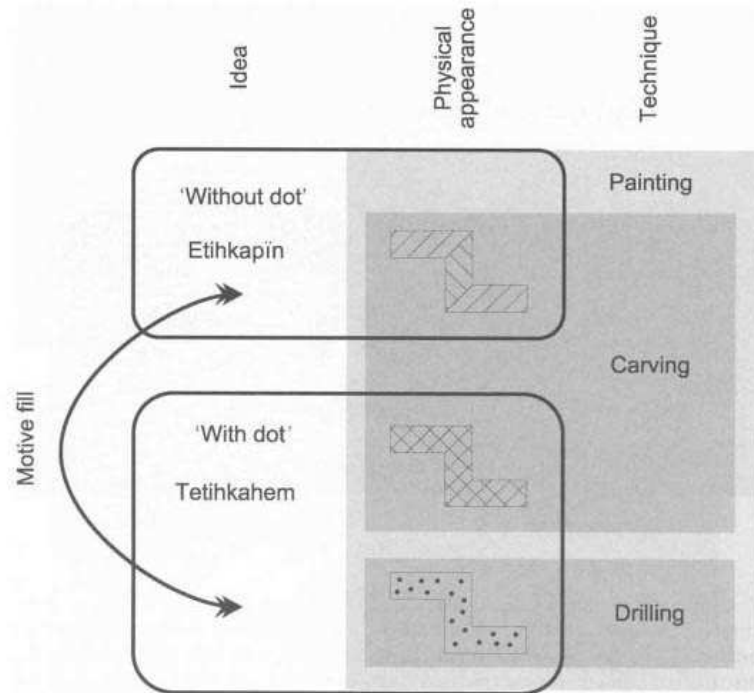 Idea
Physical
appearance
Technique
Painting
'Without dot'
Etihkapïn
Carving
Motive fill
'With dot'
Tetihkahem
Drilling